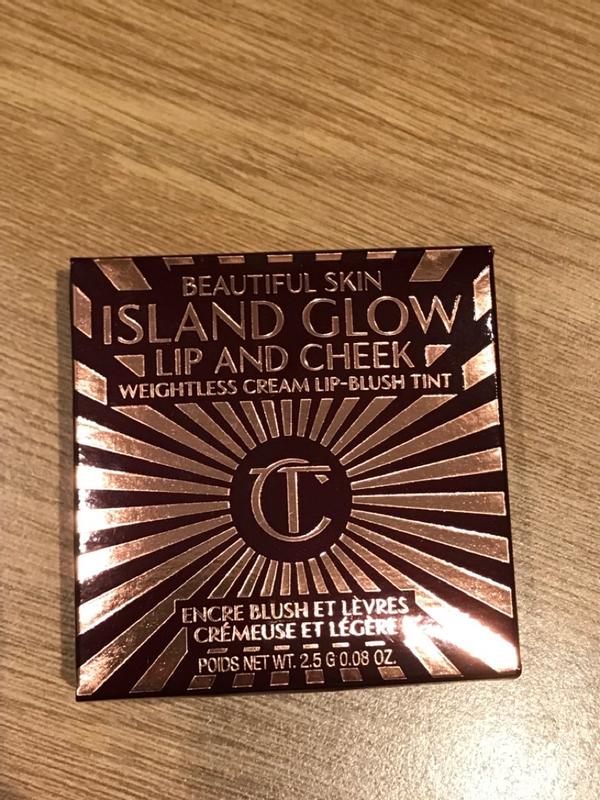 BEAUTIFUL SKIN
ISLAND GLOW
LIP AND CHEEK
WEIGHTLESS CREAM LIP-BLUSH TINT
CT
ENCRE BLUSH ET LÈVRES
CRÉMEUSE ET LÉGÈRE
POIDS NET WT. 2.5 G 0.08 OZ.